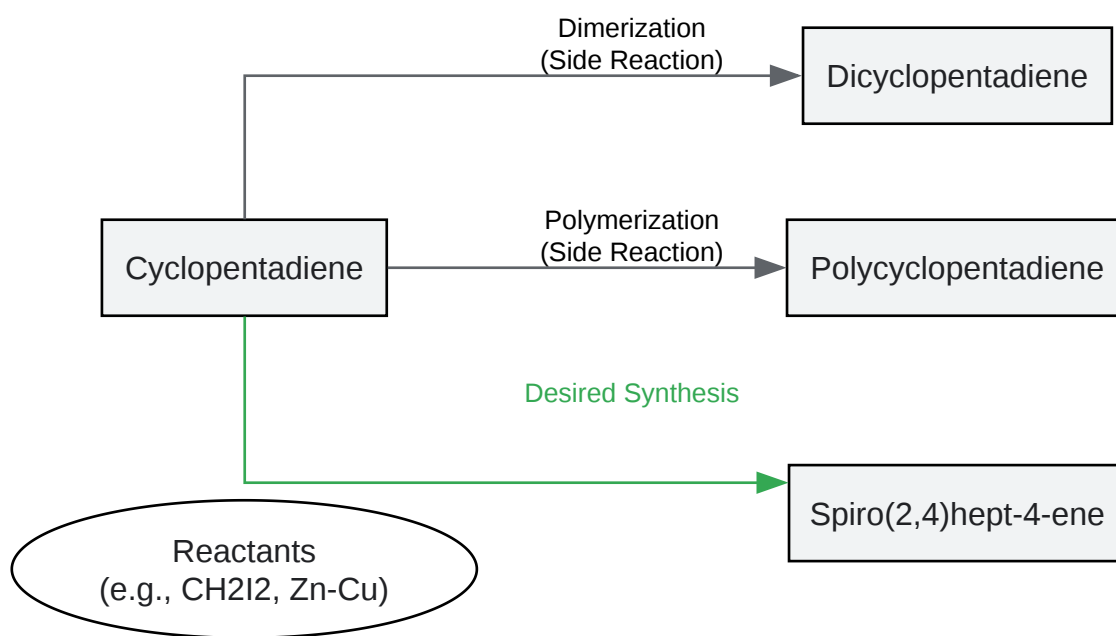 Dimerization
(Side Reaction)
Dicyclopentadiene
Polymerization
(Side Reaction)
Cyclopentadiene
Polycyclopentadiene
Desired Synthesis
Spiro(2,4)hept-4-ene
Reactants
(e.g., CH2I2, Zn-Cu)